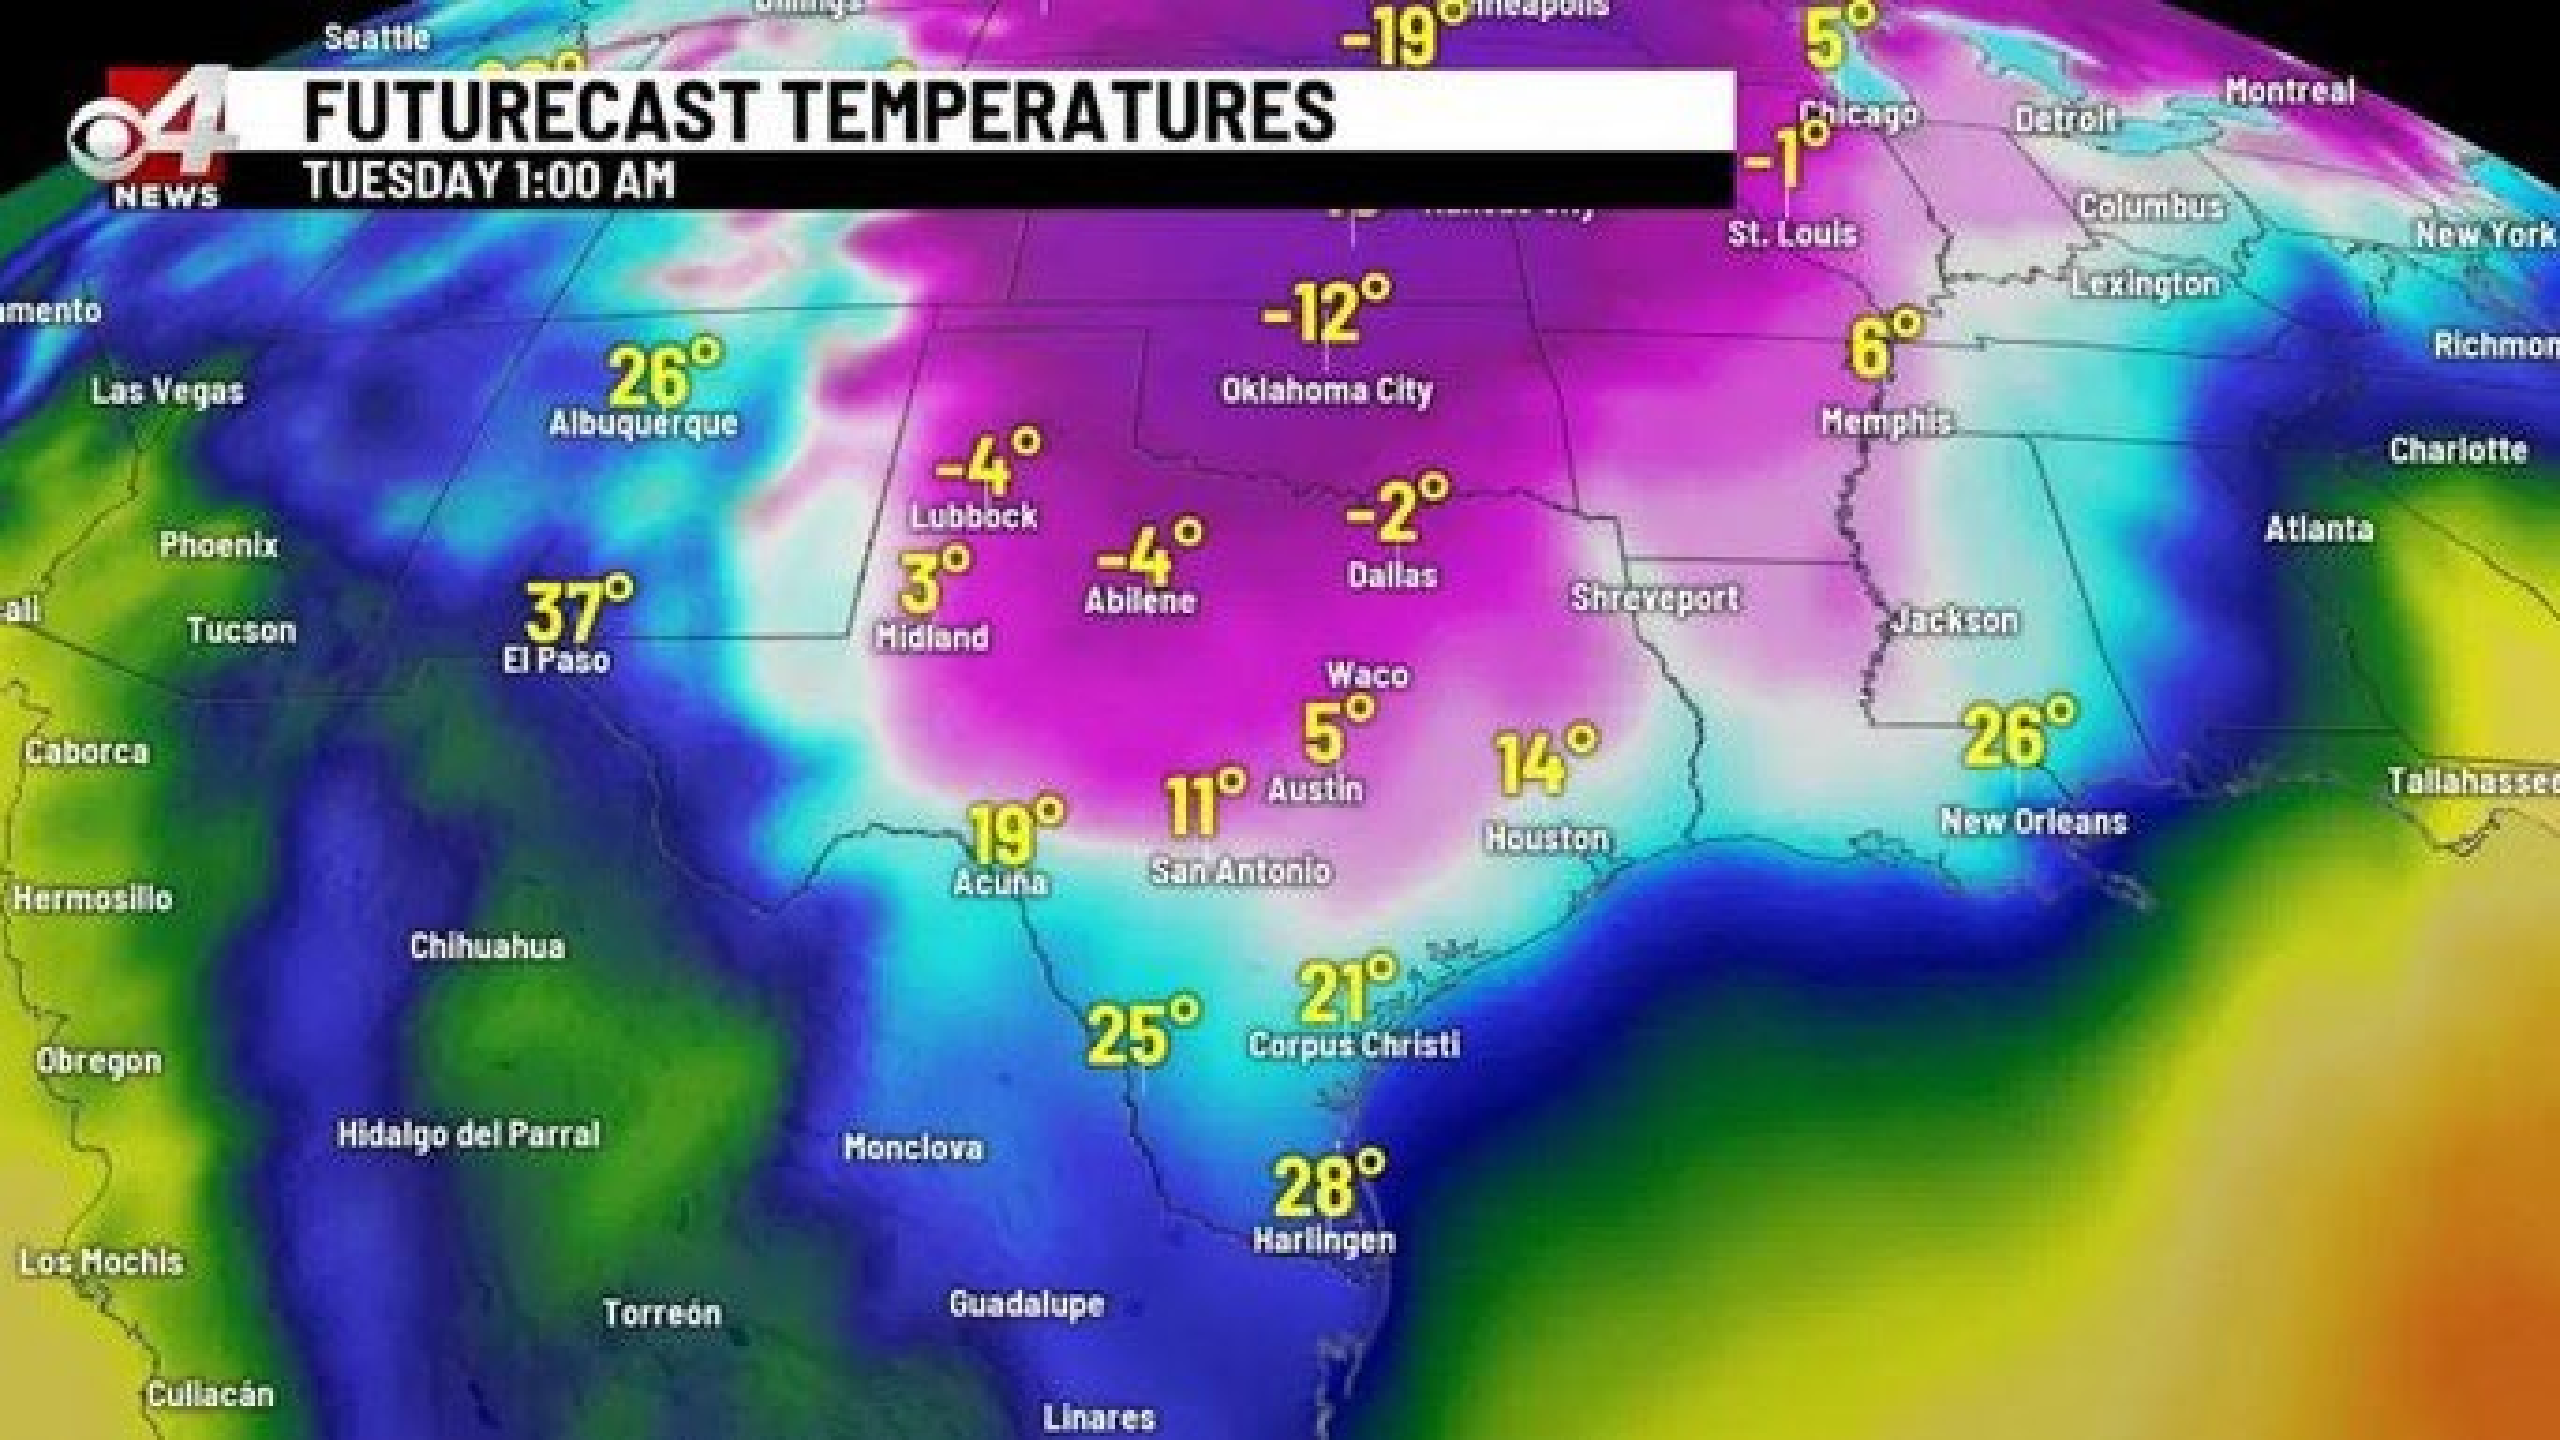 Seattle
-19°
5°
4
NEWS
FUTURECAST TEMPERATURES
TUESDAY 1:00 AM
Chicago
Detroit
Montreal
-1°
St. Louis
Columbus
New York
Lexington
-12°
Oklahoma City
6°
Memphis
26°
Albuquerque
Las Vegas
Charlotte
-4°
Lubbock
-2°
Dallas
Atlanta
Phoenix
3°
Midland
-4°
Abilene
Shreveport
Jackson
Tucson
37°
El Paso
Waco
5°
Austin
14°
Houston
26°
New Orleans
Caborca
11°
San Antonio
19°
Acuna
Hermosillo
Chihuahua
21°
Corpus Christi
25°
Obregon
Hidalgo del Parral
Monclova
28°
Harlingen
Los Mochis
Torreón
Guadalupe
Culiacán
Linares